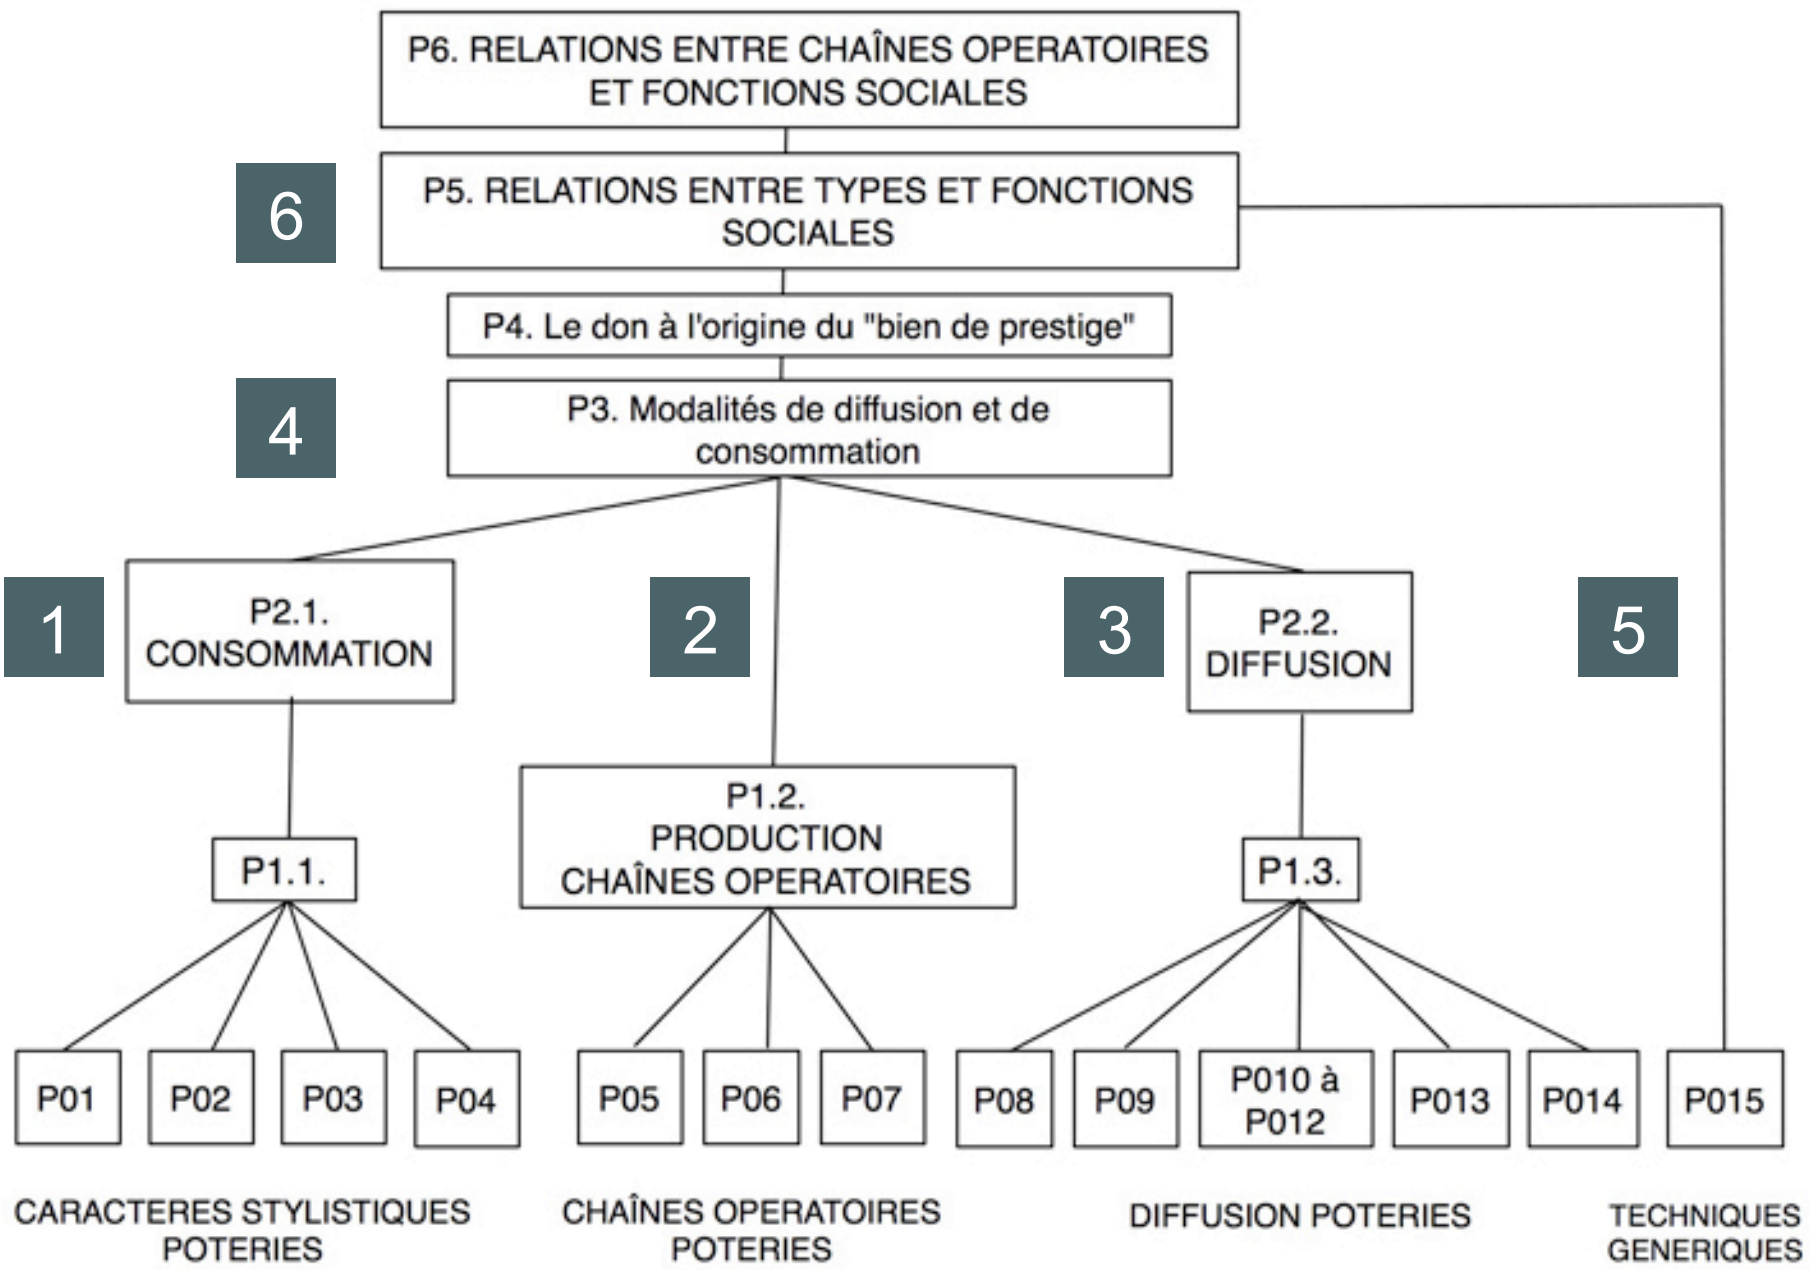 P6. RELATIONS ENTRE CHAÎNES OPERATOIRES
ET FONCTIONS SOCIALES
6
P5. RELATIONS ENTRE TYPES ET FONCTIONS
SOCIALES
P4. Le don à l'origine du "bien de prestige"
4
P3. Modalités de diffusion et de
consommation
1
P2.1.
CONSOMMATION
2
3
P2.2.
DIFFUSION
5
P1.2.
PRODUCTION
CHAÎNES OPERATOIRES
P1.1.
P1.3.
P01
P02
P03
P04
P05
P06
P07
P08
P09
P010 à
P012
P013
P014
P015
CARACTERES STYLISTIQUES
POTERIES
CHAÎNES OPERATOIRES
POTERIES
DIFFUSION POTERIES
TECHNIQUES
GENERIQUES